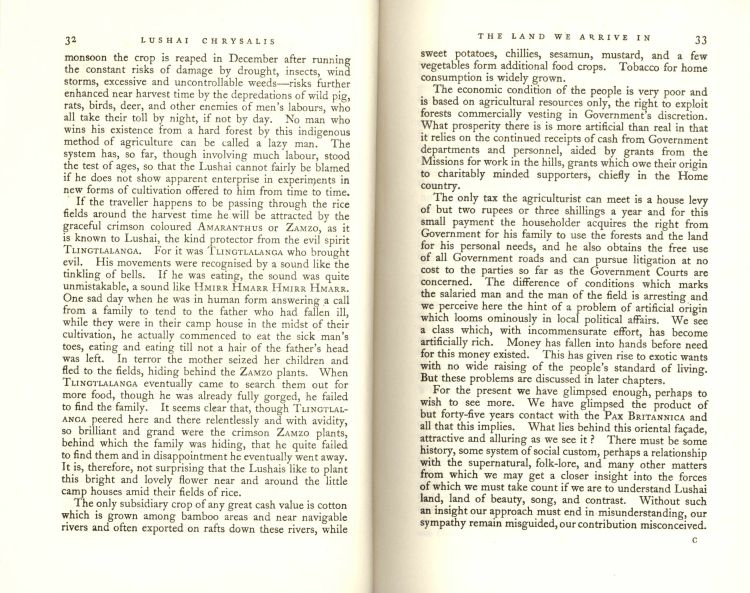 32 LUSHAI CHRYSALIS
monsoon the crop is reaped in December after running
the constant risks of damage by drought, insects, wind
storms, excessive and uncontrollable weeds—risks further
enhanced near harvest time by the depredations of wild pig,
rats, birds, deer, and other enemies of men's labours, who
all take their toll by night, if not by day. No man who
wins his existence from a hard forest by this indigenous
method of agriculture can be called a lazy man. The
system has, so far, though involving much labour, stood
the test of ages, so that the Lushai cannot fairly be blamed
if he does not show apparent enterprise in experiments in
new forms of cultivation offered to him from time to time.
If the traveller happens to be passing through the rice
fields around the harvest time he will be attracted by the
graceful crimson coloured AMARANTHUS or ZAMZO, as it
is known to Lushai, the kind protector from the evil spirit
TLINGTLALANGA. For it was TLINGTLALANGA who brought
evil. His movements were recognised by a sound like the
tinkling of bells. If he was eating, the sound was quite
unmistakable, a sound like HMIRR HMARR HMIRR HMARR.
One sad day when he was in human form answering a call
from a family to tend to the father who had fallen ill,
while they were in their camp house in the midst of their
cultivation, he actually commenced to eat the sick man's
toes, eating and eating till not a hair of the father's head
was left. In terror the mother seized her children and
fled to the fields, hiding behind the ZAMZO plants. When
TLINGTLALANGA eventually came to search them out for
more food, though he was already fully gorged, he failed
to find the family. It seems clear that, though TLINGTLAL-
ANGA peered here and there relentlessly and with avidity,
so brilliant and grand were the crimson ZAMZO plants,
behind which the family was hiding, that he quite failed
to find them and in disappointment he eventually went away.
It is, therefore, not surprising that the Lushais like to plant
this bright and lovely flower near and around the little
camp houses amid their fields of rice.
The only subsidiary crop of any great cash value is cotton
which is grown among bamboo areas and near navigable
rivers and often exported on rafts down these rivers, while
THE LAND WE ARRIVE IN 33
sweet potatoes, chillies, sesamun, mustard, and a few
vegetables form additional food crops. Tobacco for home
consumption is widely grown.
The economic condition of the people is very poor and
is based on agricultural resources only, the right to exploit
forests commercially vesting in Government's discretion.
What prosperity there is is more artificial than real in that
it relies on the continued receipts of cash from Government
departments and personnel, aided by grants from the
Missions for work in the hills, grants which owe their origin
to charitably minded supporters, chiefly in the Home
country.
The only tax the agriculturist can meet is a house levy
of but two rupees or three shillings a year and for this
small payment the householder acquires the right from
Government for his family to use the forests and the land
for his personal needs, and he also obtains the free use
of all Government roads and can pursue litigation at no
cost to the parties so far as the Government Courts are
concerned. The difference of conditions which marks
the salaried man and the man of the field is arresting and
we perceive here the hint of a problem of artificial origin
which looms ominously in local political affairs. We see
a class which, with incommensurate effort, has become
artificially rich. Money has fallen into hands before need
for this money existed. This has given rise to exotic wants
with no wide raising of the people's standard of living.
But these problems are discussed in later chapters.
For the present we have glimpsed enough, perhaps to
wish to see more. We have glimpsed the product of
but forty-five years contact with the PAX BRITANNICA and
all that this implies. What lies behind this oriental façade,
attractive and alluring as we see it? There must be some
history, some system of social custom, perhaps a relationship
with the supernatural, folk-lore, and many other matters
from which we may get a closer insight into the forces
of which we must take count if we are to understand Lushai
land, land of beauty, song, and contrast. Without such
an insight our approach must end in misunderstanding, our
sympathy remain misguided, our contribution misconceived.
C